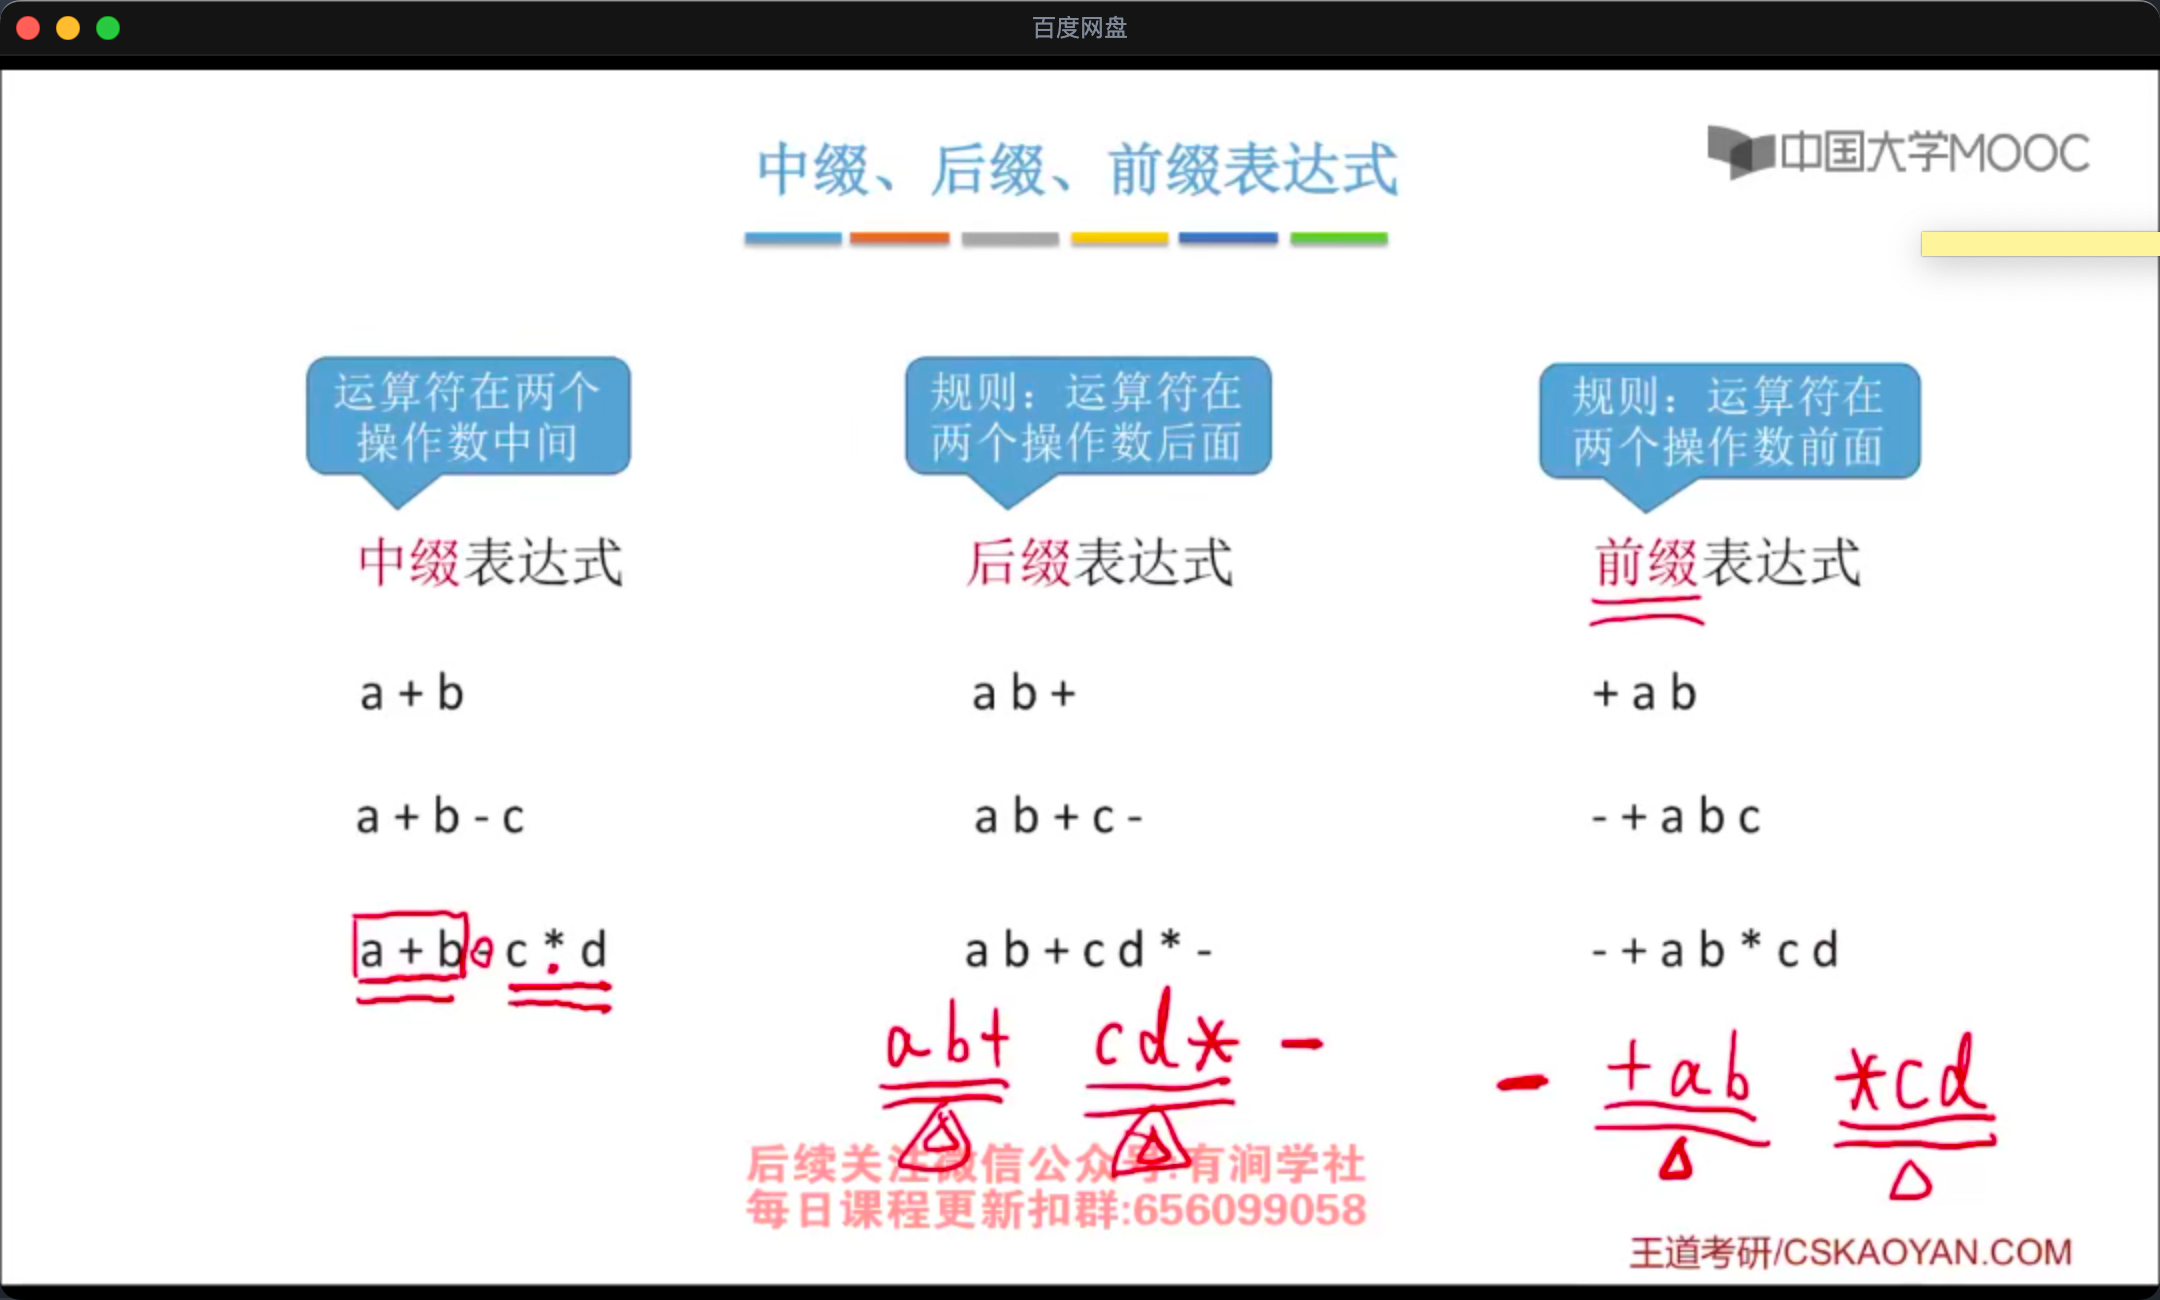 百度网盘
中缀、后缀、前缀表达式
中国大学MOOC
运算符在两个
操作数中间
规则：运算符在
两个操作数后面
规则：运算符在
两个操作数前面
中缀表达式
后缀表达式
前缀表达式
a + b
a b +
+ a b
a + b - c
a b + c -
- + a b c
a + b - c * d
a b + c d * -
- + a b * c d
ab+ cd* -
- +ab *cd
后续关注微信公众号:有涧学社
每日课程更新扣群:656099058
王道考研/CSKAOYAN.COM